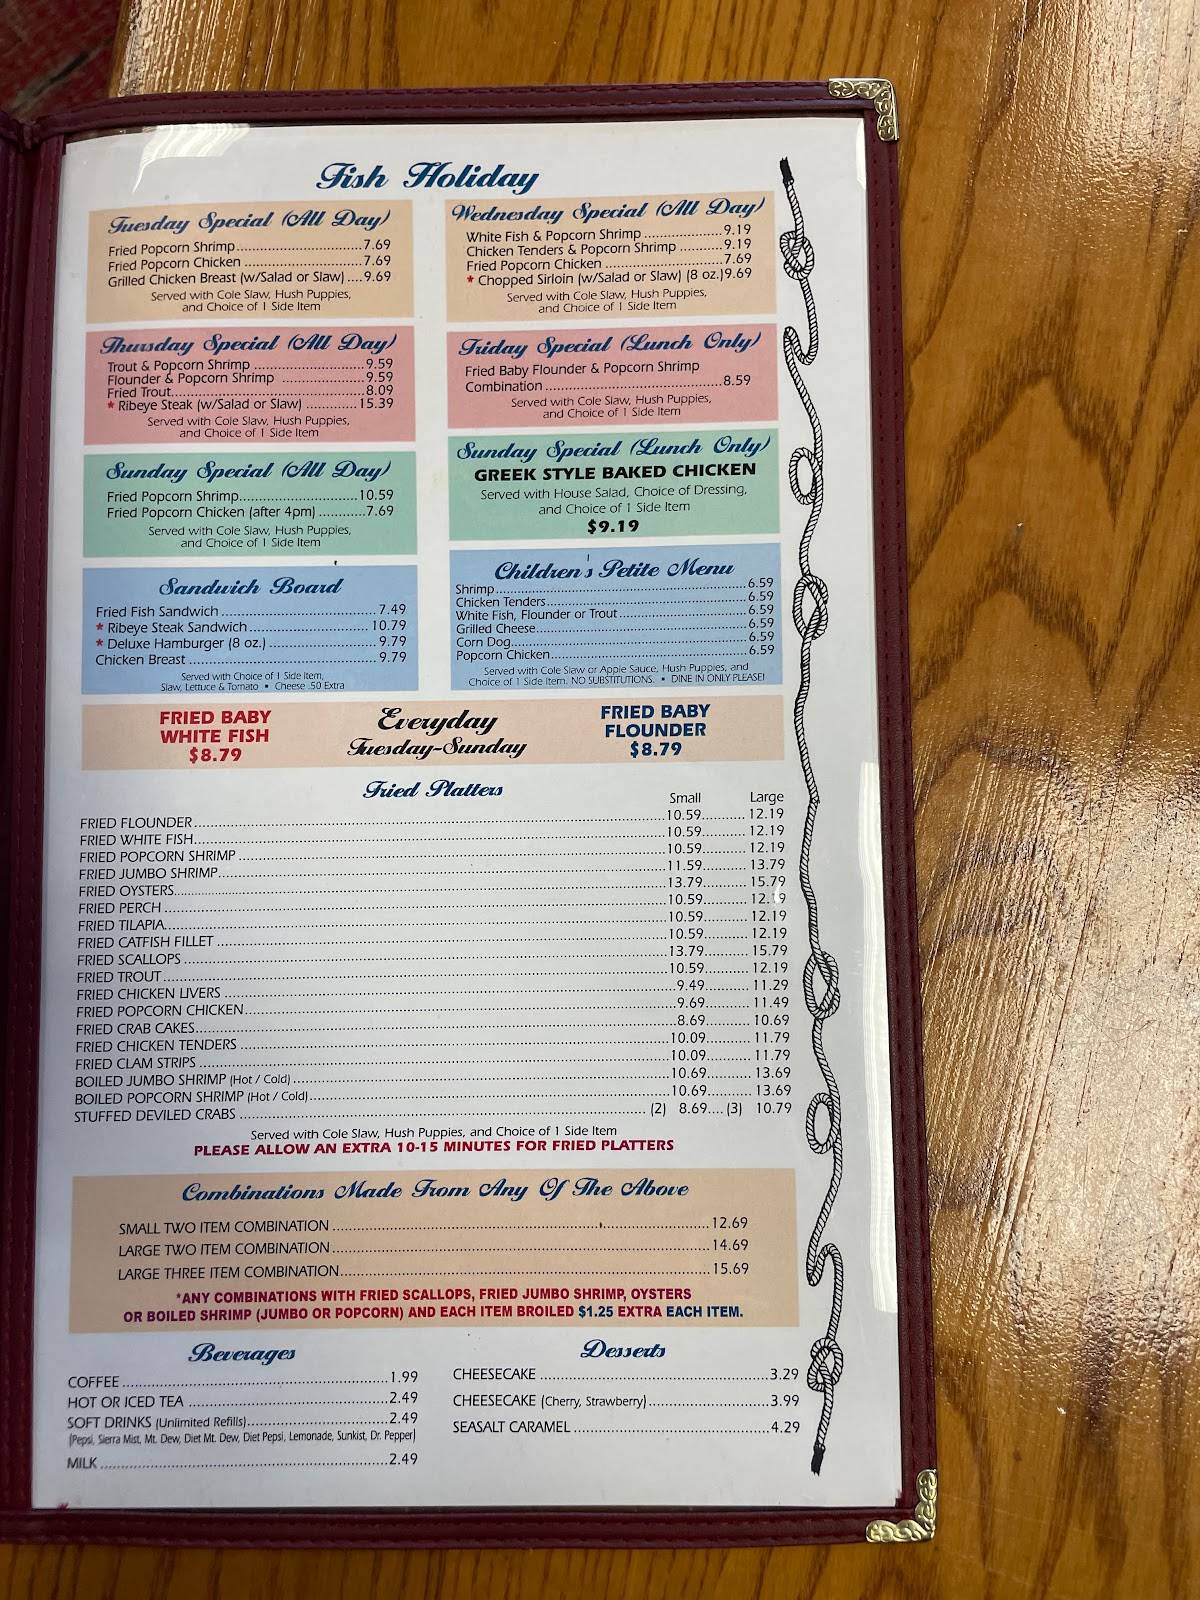 Fish Holiday
Tuesday Special (All Day)
Fried Popcorn Shrimp..............................7.69
Fried Popcorn Chicken ............................7.69
Grilled Chicken Breast (w/Salad or Slaw)....9.69
Served with Cole Slaw, Hush Puppies,
and Choice of 1 Side Item
Wednesday Special (All Day)
White Fish & Popcorn Shrimp ..................9.19
Chicken Tenders & Popcorn Shrimp ..........9.19
Fried Popcorn Chicken ............................7.69
* Chopped Sirloin (w/Salad or Slaw) (8 oz.)9.69
Served with Cole Slaw, Hush Puppies,
and Choice of 1 Side Item
Thursday Special (All Day)
Trout & Popcorn Shrimp ...........................9.59
Flounder & Popcorn Shrimp .....................9.59
Fried Trout..............................................8.09
* Ribeye Steak (w/Salad or Slaw) .............15.39
Served with Cole Slaw, Hush Puppies,
and Choice of 1 Side Item
Friday Special (Lunch Only)
Fried Baby Flounder & Popcorn Shrimp
Combination ..........................................8.59
Served with Cole Slaw, Hush Puppies,
and Choice of 1 Side Item
Sunday Special (All Day)
Fried Popcorn Shrimp............................10.59
Fried Popcorn Chicken (after 4pm) ............7.69
Served with Cole Slaw, Hush Puppies,
and Choice of 1 Side Item
Sunday Special (Lunch Only)
GREEK STYLE BAKED CHICKEN
Served with House Salad, Choice of Dressing,
and Choice of 1 Side Item
$9.19
Sandwich Board
Fried Fish Sandwich ....................................7.49
* Ribeye Steak Sandwich............................10.79
* Deluxe Hamburger (8 oz.) .........................9.79
Chicken Breast ...........................................9.79
Served with Choice of 1 Side Item,
Slaw, Lettuce & Tomato • Cheese .50 Extra
Children's Petite Menu
Shrimp......................................................6.59
Chicken Tenders.........................................6.59
White Fish, Flounder or Trout .......................6.59
Grilled Cheese............................................6.59
Corn Dog...................................................6.59
Popcorn Chicken.........................................6.59
Served with Cole Slaw or Apple Sauce, Hush Puppies, and
Choice of 1 Side Item. NO SUBSTITUTIONS. • DINE IN ONLY PLEASE!
FRIED BABY
WHITE FISH
$8.79
Everyday
Tuesday-Sunday
FRIED BABY
FLOUNDER
$8.79
Fried Platters
Small Large
FRIED FLOUNDER..........10.59.......... 12.19
FRIED WHITE FISH..........10.59.......... 12.19
FRIED POPCORN SHRIMP ..........10.59.......... 12.19
FRIED JUMBO SHRIMP..........11.59.......... 13.79
FRIED OYSTERS..........13.79.......... 15.79
FRIED PERCH ..........10.59.......... 12.19
FRIED TILAPIA..........10.59.......... 12.19
FRIED CATFISH FILLET ..........10.59.......... 12.19
FRIED SCALLOPS ..........13.79.......... 15.79
FRIED TROUT..........10.59.......... 12.19
FRIED CHICKEN LIVERS ..........9.49.......... 11.29
FRIED POPCORN CHICKEN..........9.69.......... 11.49
FRIED CRAB CAKES..........8.69.......... 10.69
FRIED CHICKEN TENDERS ..........10.09.......... 11.79
FRIED CLAM STRIPS ..........10.09.......... 11.79
BOILED JUMBO SHRIMP (Hot / Cold) ..........10.69.......... 13.69
BOILED POPCORN SHRIMP (Hot / Cold)..........10.69.......... 13.69
STUFFED DEVILED CRABS .......... (2) 8.69.... (3) 10.79
Served with Cole Slaw, Hush Puppies, and Choice of 1 Side Item
PLEASE ALLOW AN EXTRA 10-15 MINUTES FOR FRIED PLATTERS
Combinations Made From Any Of The Above
SMALL TWO ITEM COMBINATION ..........12.69
LARGE TWO ITEM COMBINATION..........14.69
LARGE THREE ITEM COMBINATION..........15.69
*ANY COMBINATIONS WITH FRIED SCALLOPS, FRIED JUMBO SHRIMP, OYSTERS
OR BOILED SHRIMP (JUMBO OR POPCORN) AND EACH ITEM BROILED $1.25 EXTRA EACH ITEM.
Beverages
COFFEE ..........1.99
HOT OR ICED TEA ..........2.49
SOFT DRINKS (Unlimited Refills)..........2.49
(Pepsi, Sierra Mist, Mt. Dew, Diet Mt. Dew, Diet Pepsi, Lemonade, Sunkist, Dr. Pepper)
MILK ..........2.49
Desserts
CHEESECAKE ..........3.29
CHEESECAKE (Cherry, Strawberry)..........3.99
SEASALT CARAMEL ..........4.29